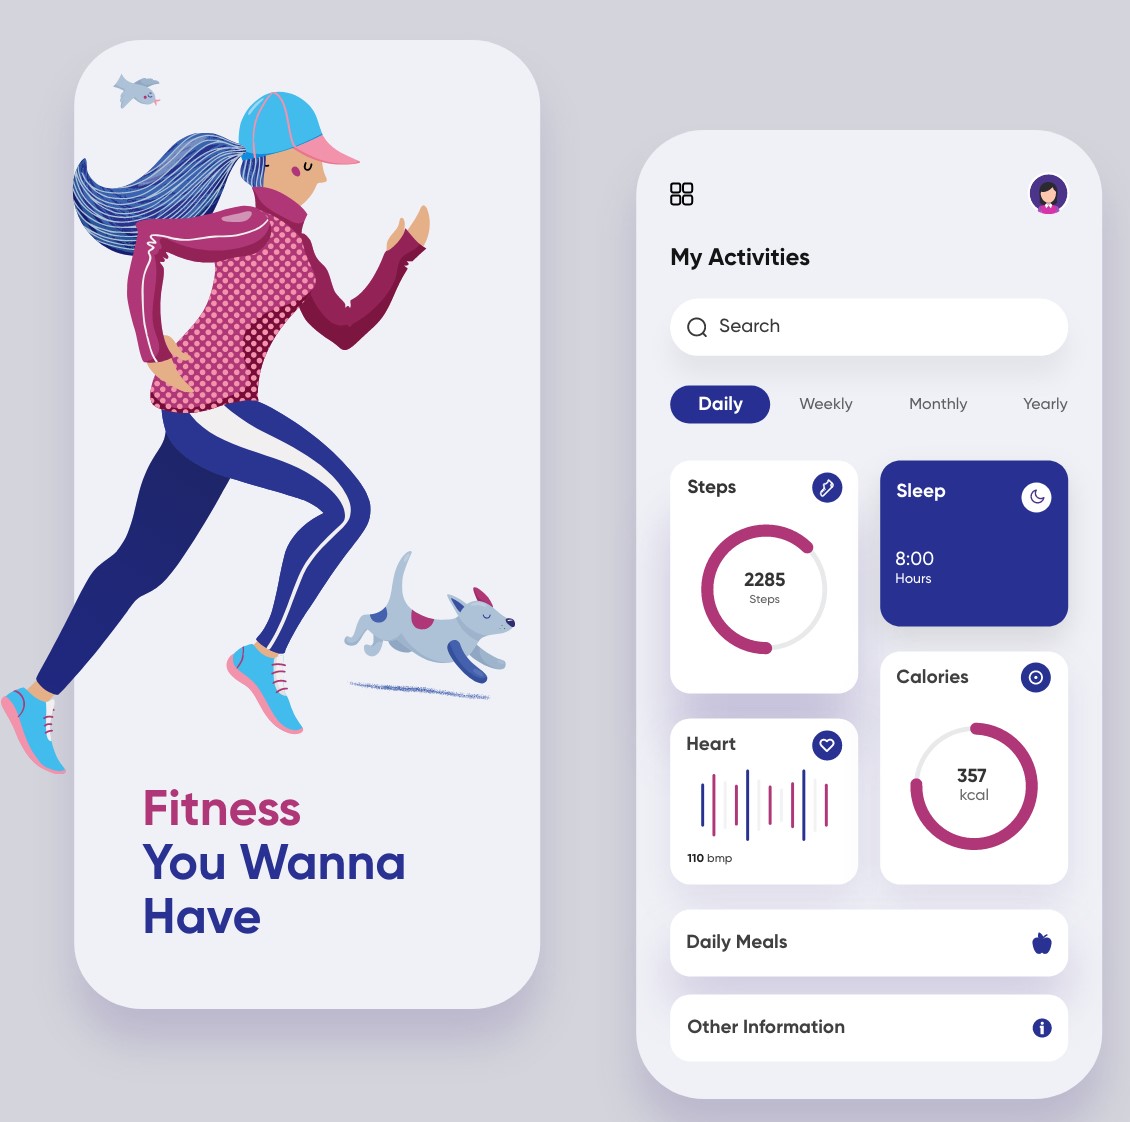 Fitness
You Wanna
Have
My Activities
Search
Daily Weekly Monthly Yearly
Steps
2285
Steps
Sleep
8:00
Hours
Heart
110 bmp
Calories
357
kcal
Daily Meals
Other Information